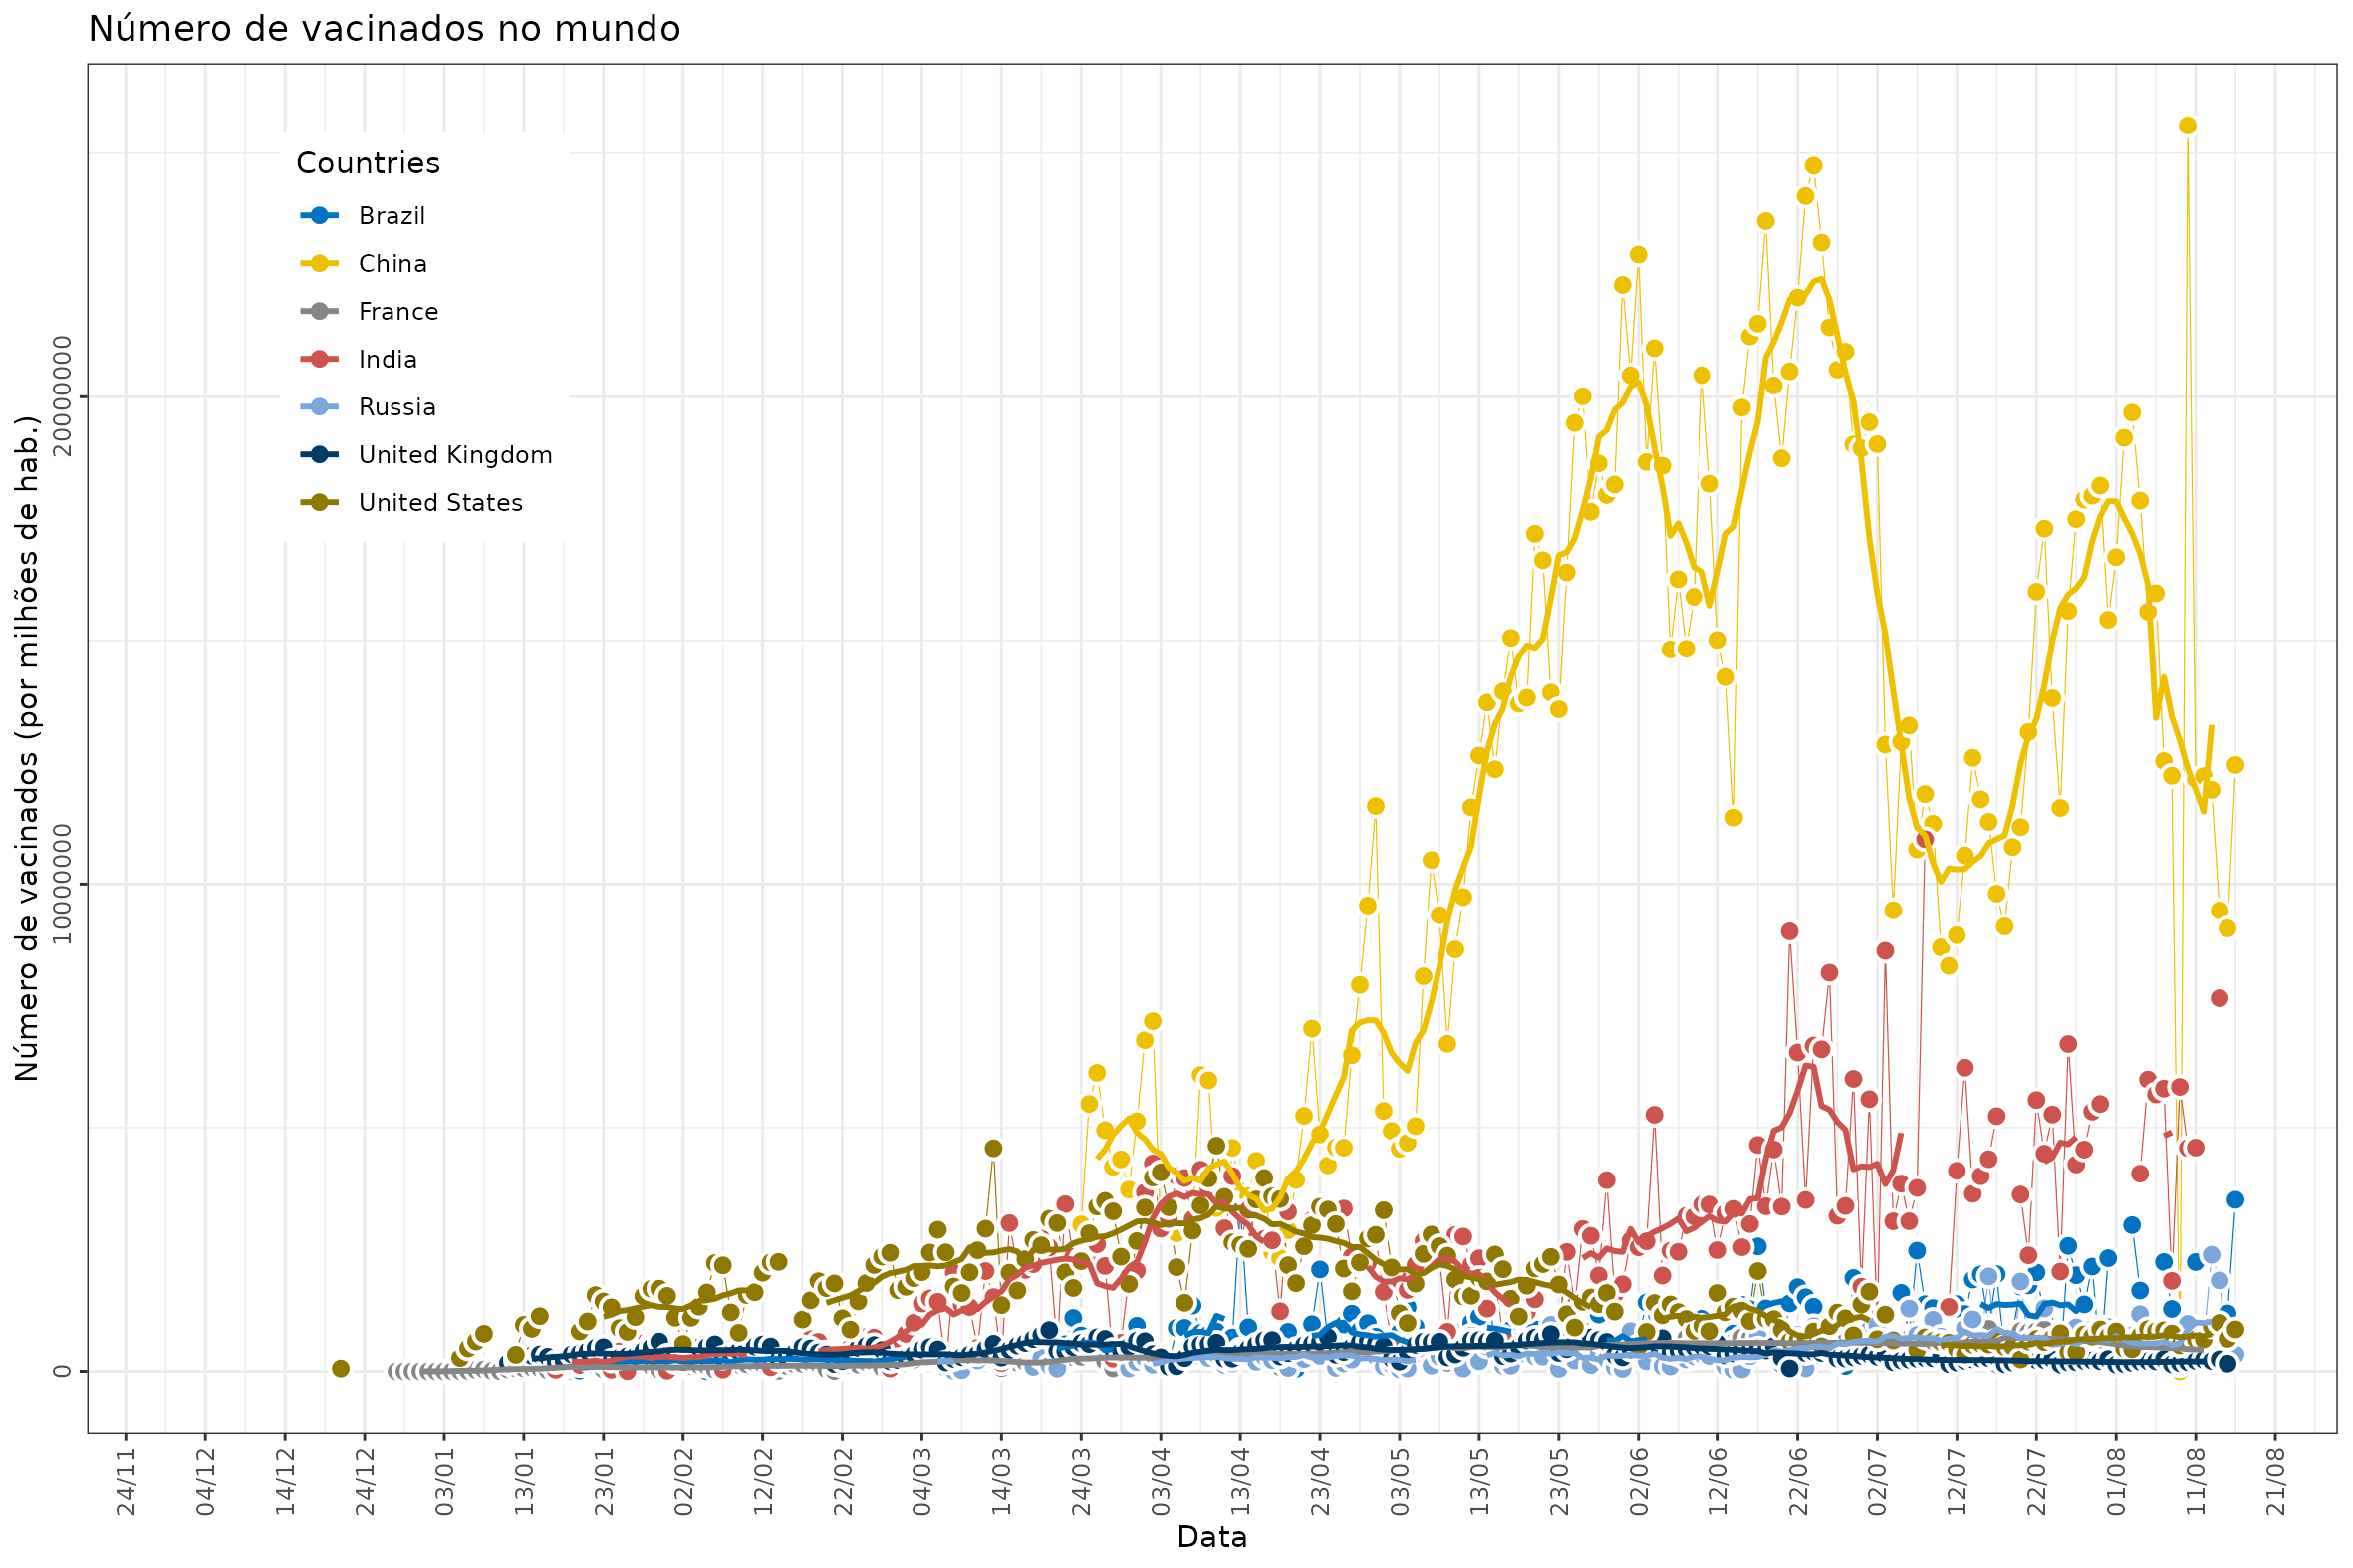 Número de vacinados no mundo
Countries
Brazil
China
France
India
Russia
United Kingdom
United States
Número de vacinados (por milhões de hab.)
20000000
10000000
0
24/11
04/12
14/12
24/12
03/01
13/01
23/01
02/02
12/02
22/02
04/03
14/03
24/03
03/04
13/04
23/04
03/05
13/05
23/05
02/06
12/06
22/06
02/07
12/07
22/07
01/08
11/08
21/08
Data